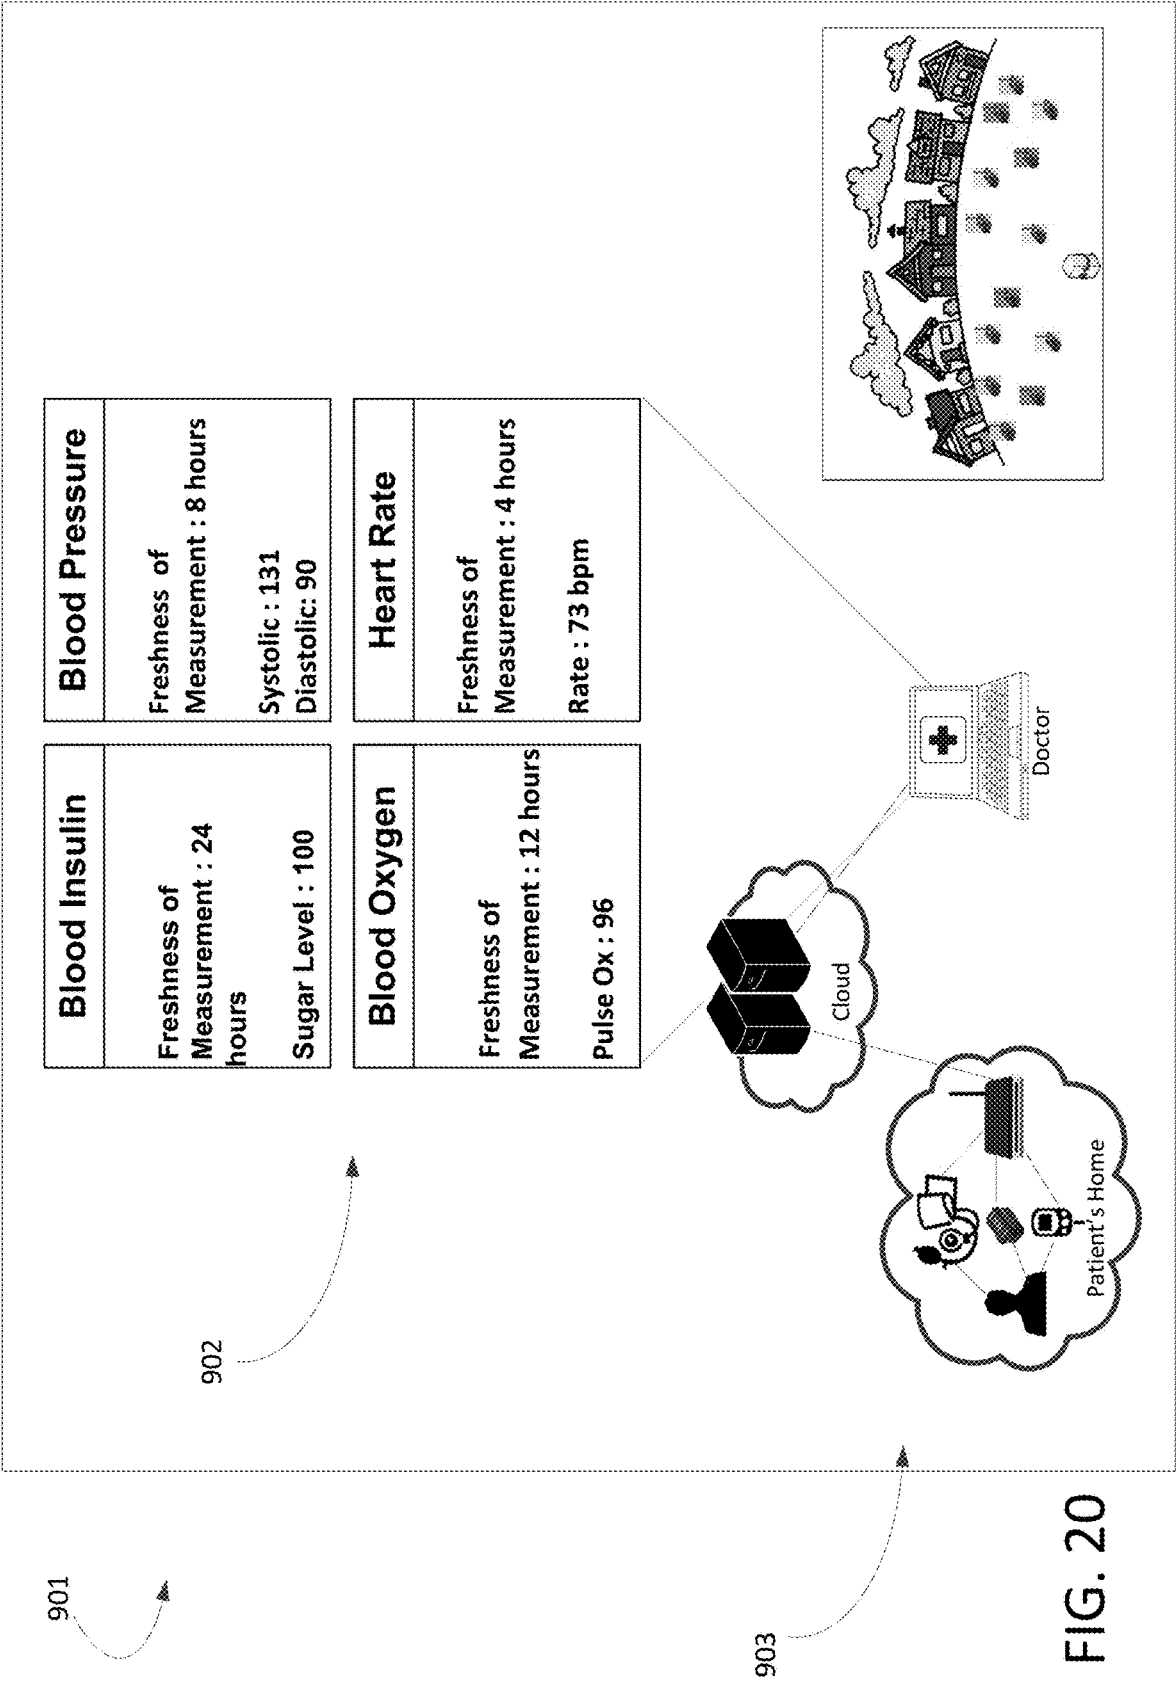 901
902
903
Blood Insulin
Freshness of
Measurement : 24
hours
Sugar Level : 100
Blood Pressure
Freshness of
Measurement : 8 hours
Systolic : 131
Diastolic: 90
Blood Oxygen
Freshness of
Measurement : 12 hours
Pulse Ox : 96
Heart Rate
Freshness of
Measurement : 4 hours
Rate : 73 bpm
Cloud
Doctor
Patient's Home
FIG. 20